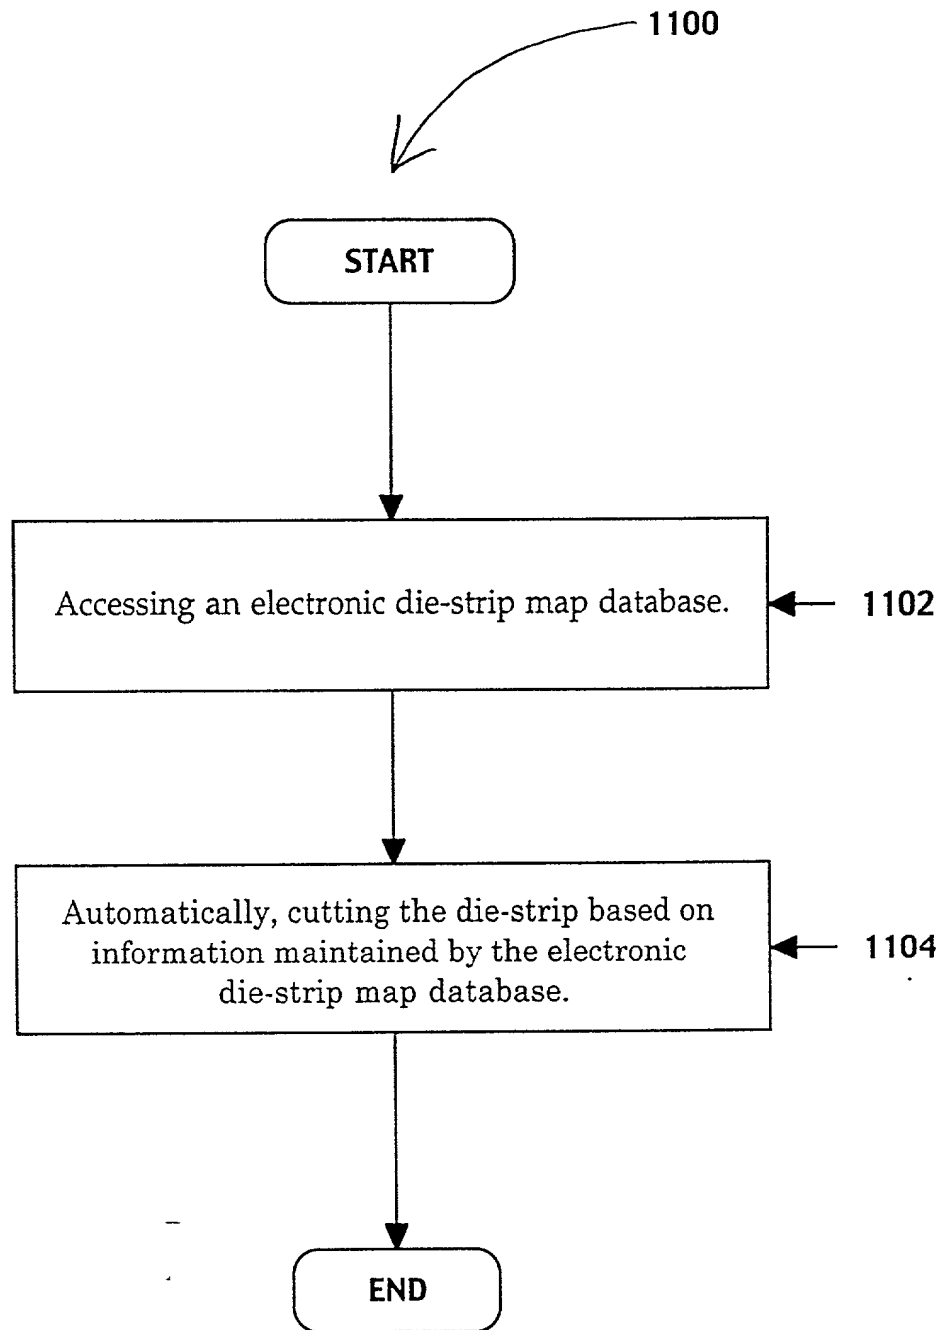 1100
START
Accessing an electronic die-strip map database.
1102
Automatically, cutting the die-strip based on
information maintained by the electronic
die-strip map database.
1104
END